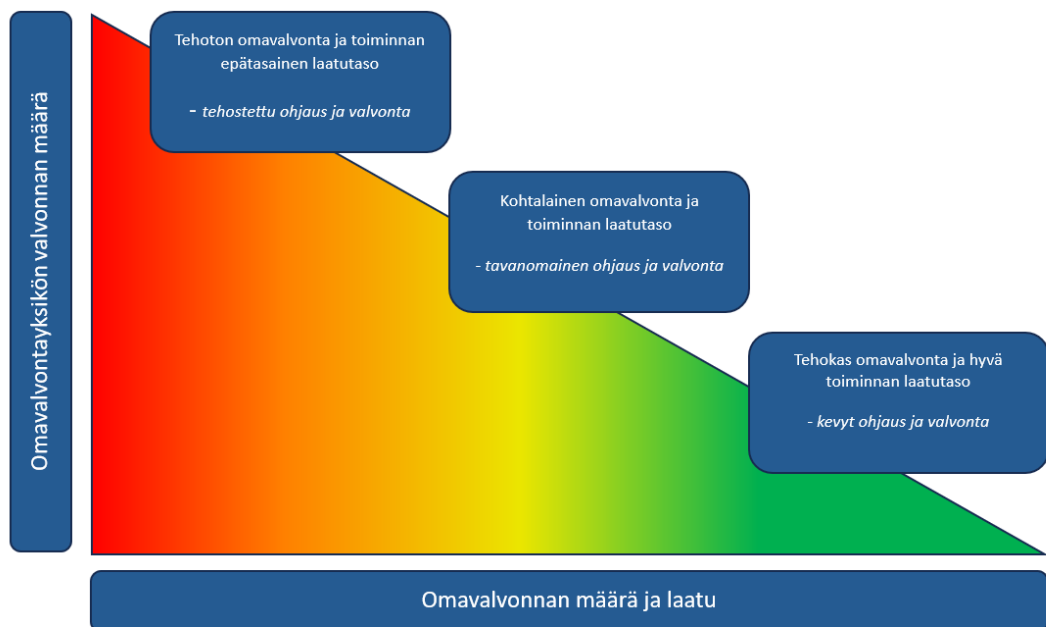 Omavalvontayksikön valvonnan määrä
Tehoton omavalvonta ja toiminnan
epätasainen laatutaso
- tehostettu ohjaus ja valvonta
Kohtalainen omavalvonta ja
toiminnan laatutaso
- tavanomainen ohjaus ja valvonta
Tehokas omavalvonta ja hyvä
toiminnan laatutaso
- kevyt ohjaus ja valvonta
Omavalvonnan määrä ja laatu